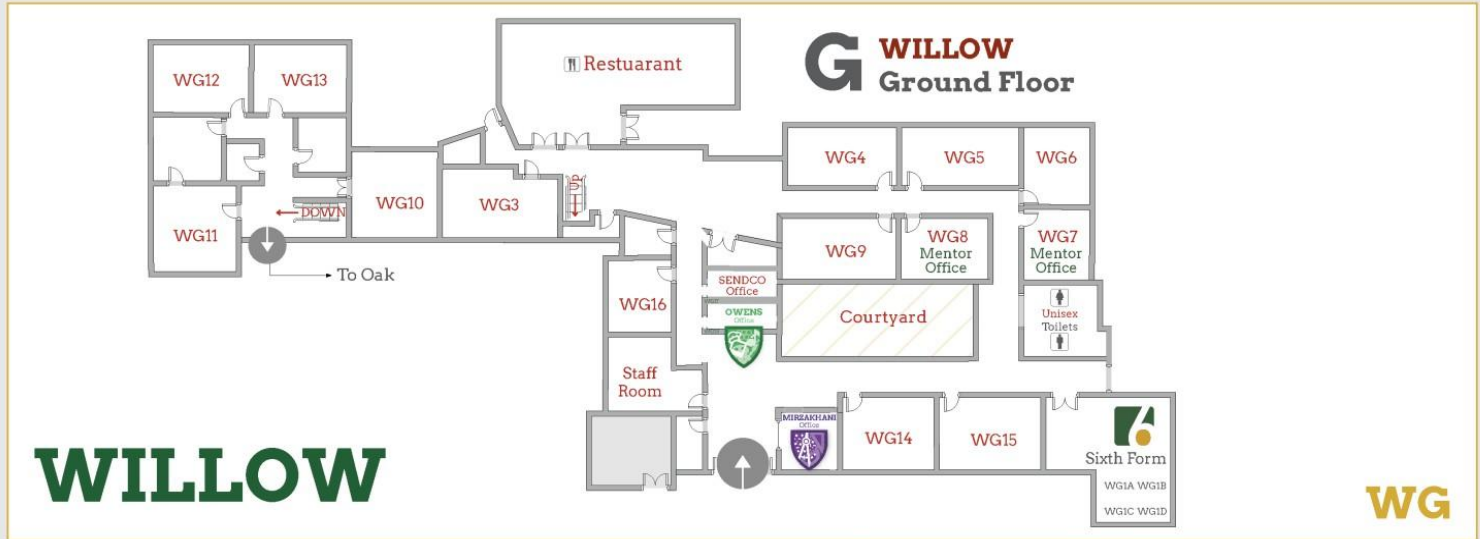 WG12
WG13
Restuarant
G
WILLOW
Ground Floor
WG4
WG5
WG6
WG10
WG3
UP
DOWN
WG11
To Oak
WG9
WG8
Mentor
Office
WG7
Mentor
Office
SENDCO
Office
OWENS
Office
WG16
Courtyard
Unisex
Toilets
Staff
Room
MIRZAKHANI
Office
WG14
WG15
6
Sixth Form
WG1A WG1B
WG1C WG1D
WILLOW
WG